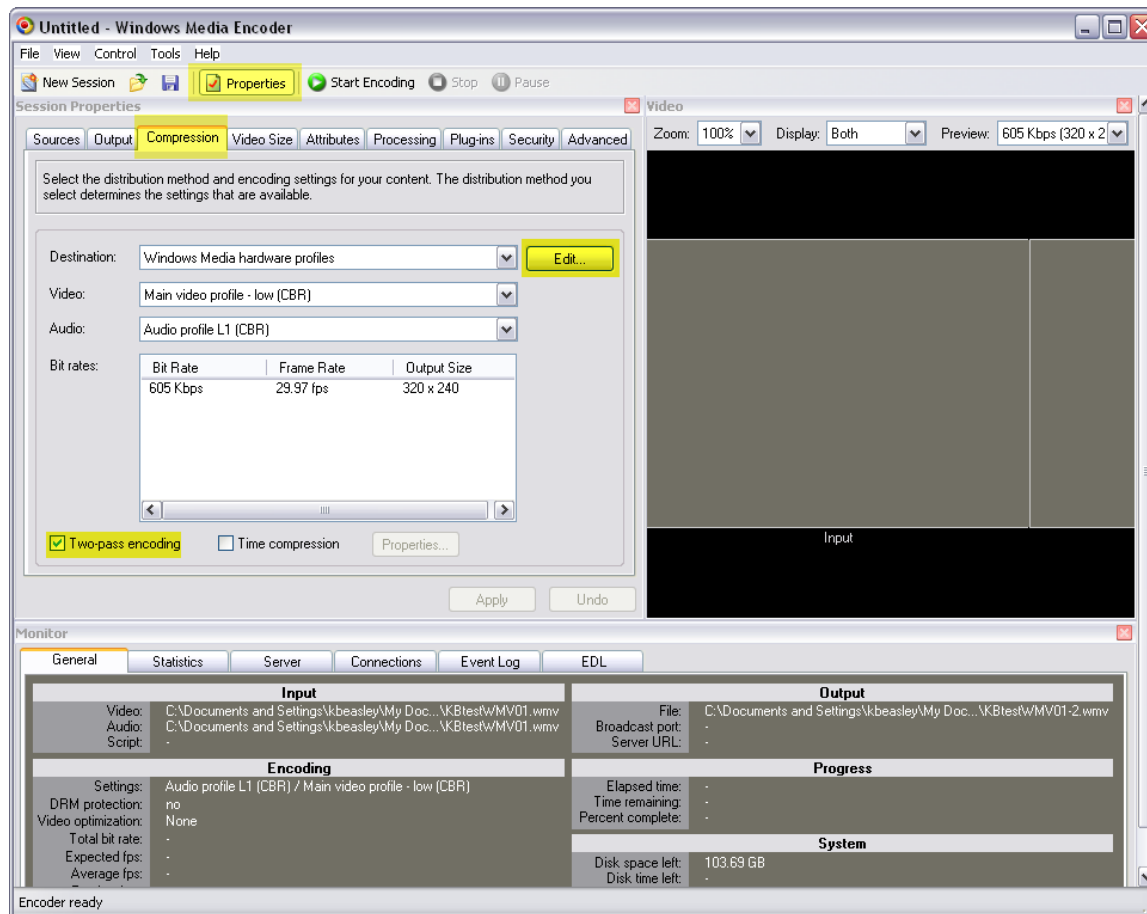 Untitled - Windows Media Encoder
File View Control Tools Help
New Session Properties Start Encoding Stop Pause
Session Properties
Sources Output Compression Video Size Attributes Processing Plug-ins Security Advanced
Select the distribution method and encoding settings for your content. The distribution method you
select determines the settings that are available.
Destination: Windows Media hardware profiles Edit...
Video: Main video profile - low (CBR)
Audio: Audio profile L1 (CBR)
Bit rates: Bit Rate Frame Rate Output Size
605 Kbps 29.97 fps 320 x 240
Two-pass encoding Time compression Properties...
Apply Undo
Video
Zoom: 100% Display: Both Preview: 605 Kbps (320 x 2
Input
Monitor
General Statistics Server Connections Event Log EDL
Input
Video: C:\Documents and Settings\kbeasley\My Doc...\KBtestWMV01.wmv
Audio: C:\Documents and Settings\kbeasley\My Doc...\KBtestWMV01.wmv
Script: -
Encoding
Settings: Audio profile L1 (CBR) / Main video profile - low (CBR)
DRM protection: no
Video optimization: None
Total bit rate: -
Expected fps: -
Average fps: -
Output
File: C:\Documents and Settings\kbeasley\My Doc...\KBtestWMV01-2.wmv
Broadcast port: -
Server URL: -
Progress
Elapsed time: -
Time remaining: -
Percent complete: -
System
Disk space left: 103.69 GB
Disk time left: -
Encoder ready